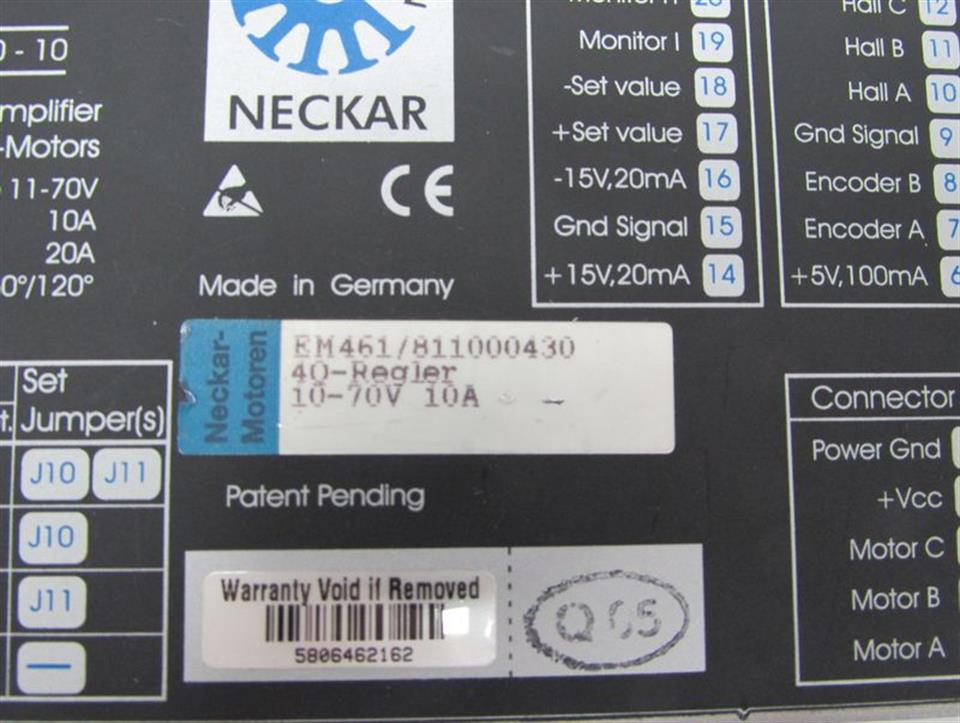 0 - 10
mplifier
-Motors
11-70V
10A
20A
0°/120°
NECKAR
CE
Made in Germany
Monitor I 19
-Set value 18
+Set value 17
-15V,20mA 16
Gnd Signal 15
+15V,20mA 14
Hall C 12
Hall B 11
Hall A 10
Gnd Signal 9
Encoder B 8
Encoder A 7
+5V,100mA 6
Neckar-
Motoren
EM461/811000430
4Q-Regler
10-70V 10A
Set
Jumper(s)
J10 J11
J10
J11
—
Patent Pending
Warranty Void if Removed
5806462162
Connector
Power Gnd
+Vcc
Motor C
Motor B
Motor A